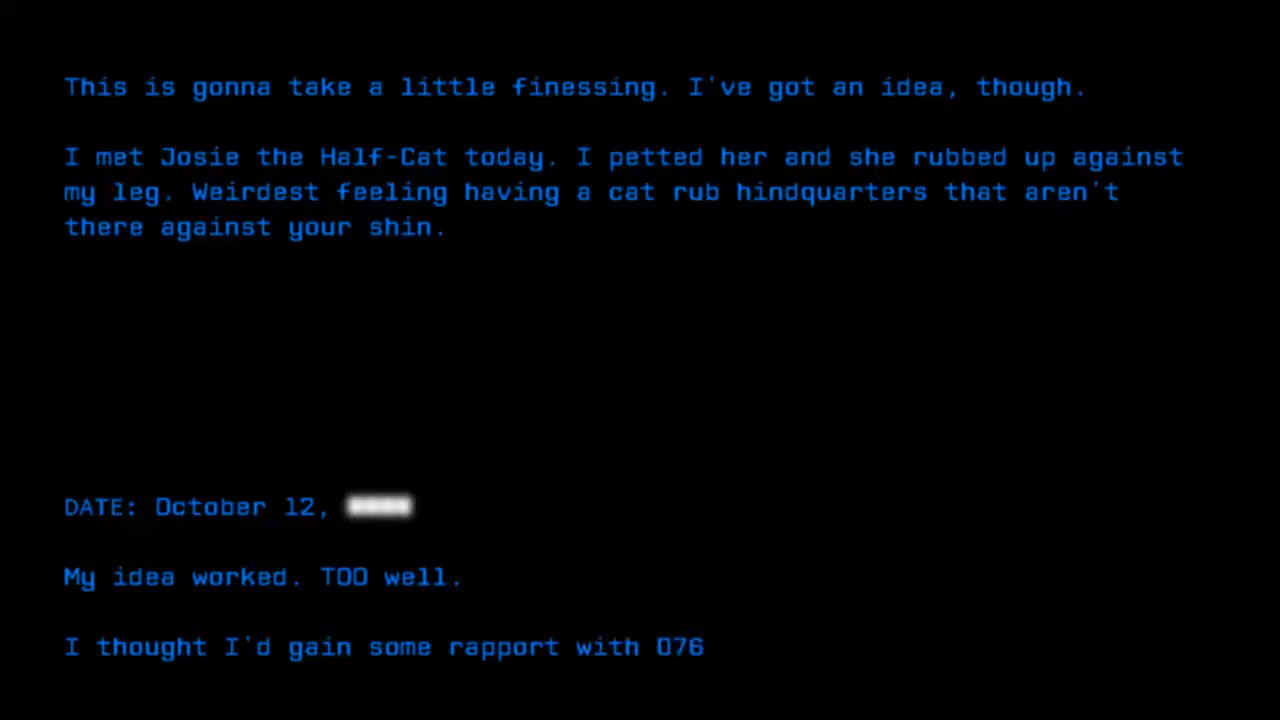 This is gonna take a little finessing. I've got an idea, though.
I met Josie the Half-Cat today. I petted her and she rubbed up against
my leg. Weirdest feeling having a cat rub hindquarters that aren't
there against your shin.
DATE: October 12, ████
My idea worked. TOO well.
I thought I'd gain some rapport with 076